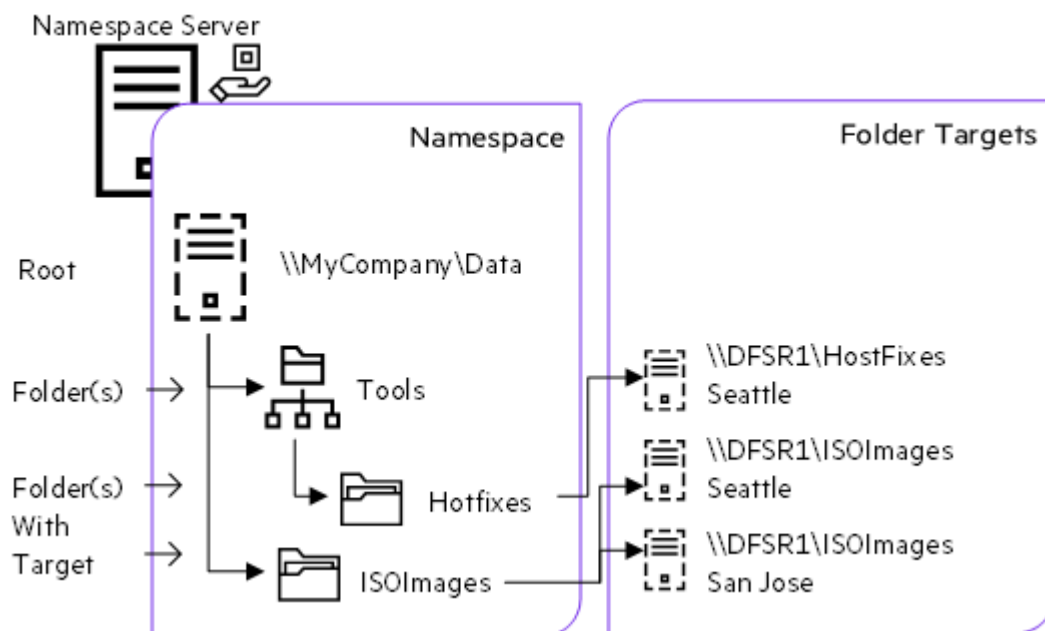 Namespace Server
Namespace
Folder Targets
Root
\\MyCompany\Data
Folder(s)
Tools
\\DFSR1\HostFixes
Seattle
Folder(s)
With
Target
Hotfixes
\\DFSR1\ISOImages
Seattle
ISOImages
\\DFSR1\ISOImages
San Jose